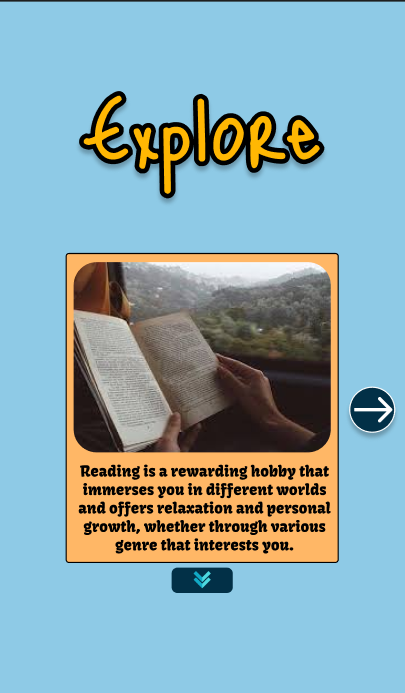 Explore
Reading is a rewarding hobby that
immerses you in different worlds
and offers relaxation and personal
growth, whether through various
genre that interests you.